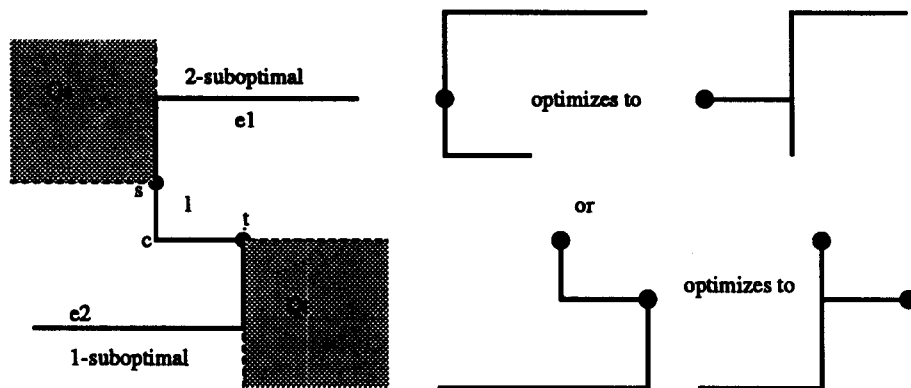 2-suboptimal
e1
s
l
t
c
e2
1-suboptimal
optimizes to
or
optimizes to